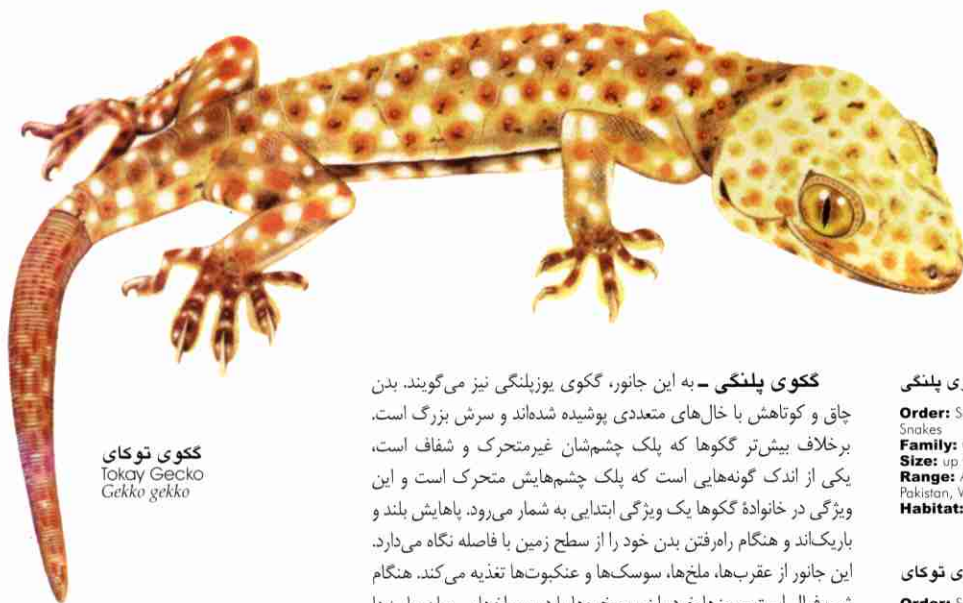 گکوی توکای
Tokay Gecko
Gekko gekko
گکوی پلنگی ـ به این جانور، گکوی یوزپلنگی نیز می‌گویند. بدن
چاق و کوتاهش با خال‌های متعددی پوشیده شده‌اند و سرش بزرگ است.
برخلاف بیش‌تر گکوها که پلک چشم‌شان غیرمتحرک و شفاف است،
یکی از اندک گونه‌هایی است که پلک چشم‌هایش متحرک است و این
ویژگی در خانوادهٔ گکوها یک ویژگی ابتدایی به شمار می‌رود. پاهایش بلند و
باریک‌اند و هنگام راه‌رفتن بدن خود را از سطح زمین با فاصله نگاه می‌دارد.
این جانور از عقرب‌ها، ملخ‌ها، سوسک‌ها و عنکبوت‌ها تغذیه می‌کند. هنگام
وی پلنگی
Order:
Snakes
Family:
Size: up
Range:
Pakistan,
Habitat:
وی توکای
Order: